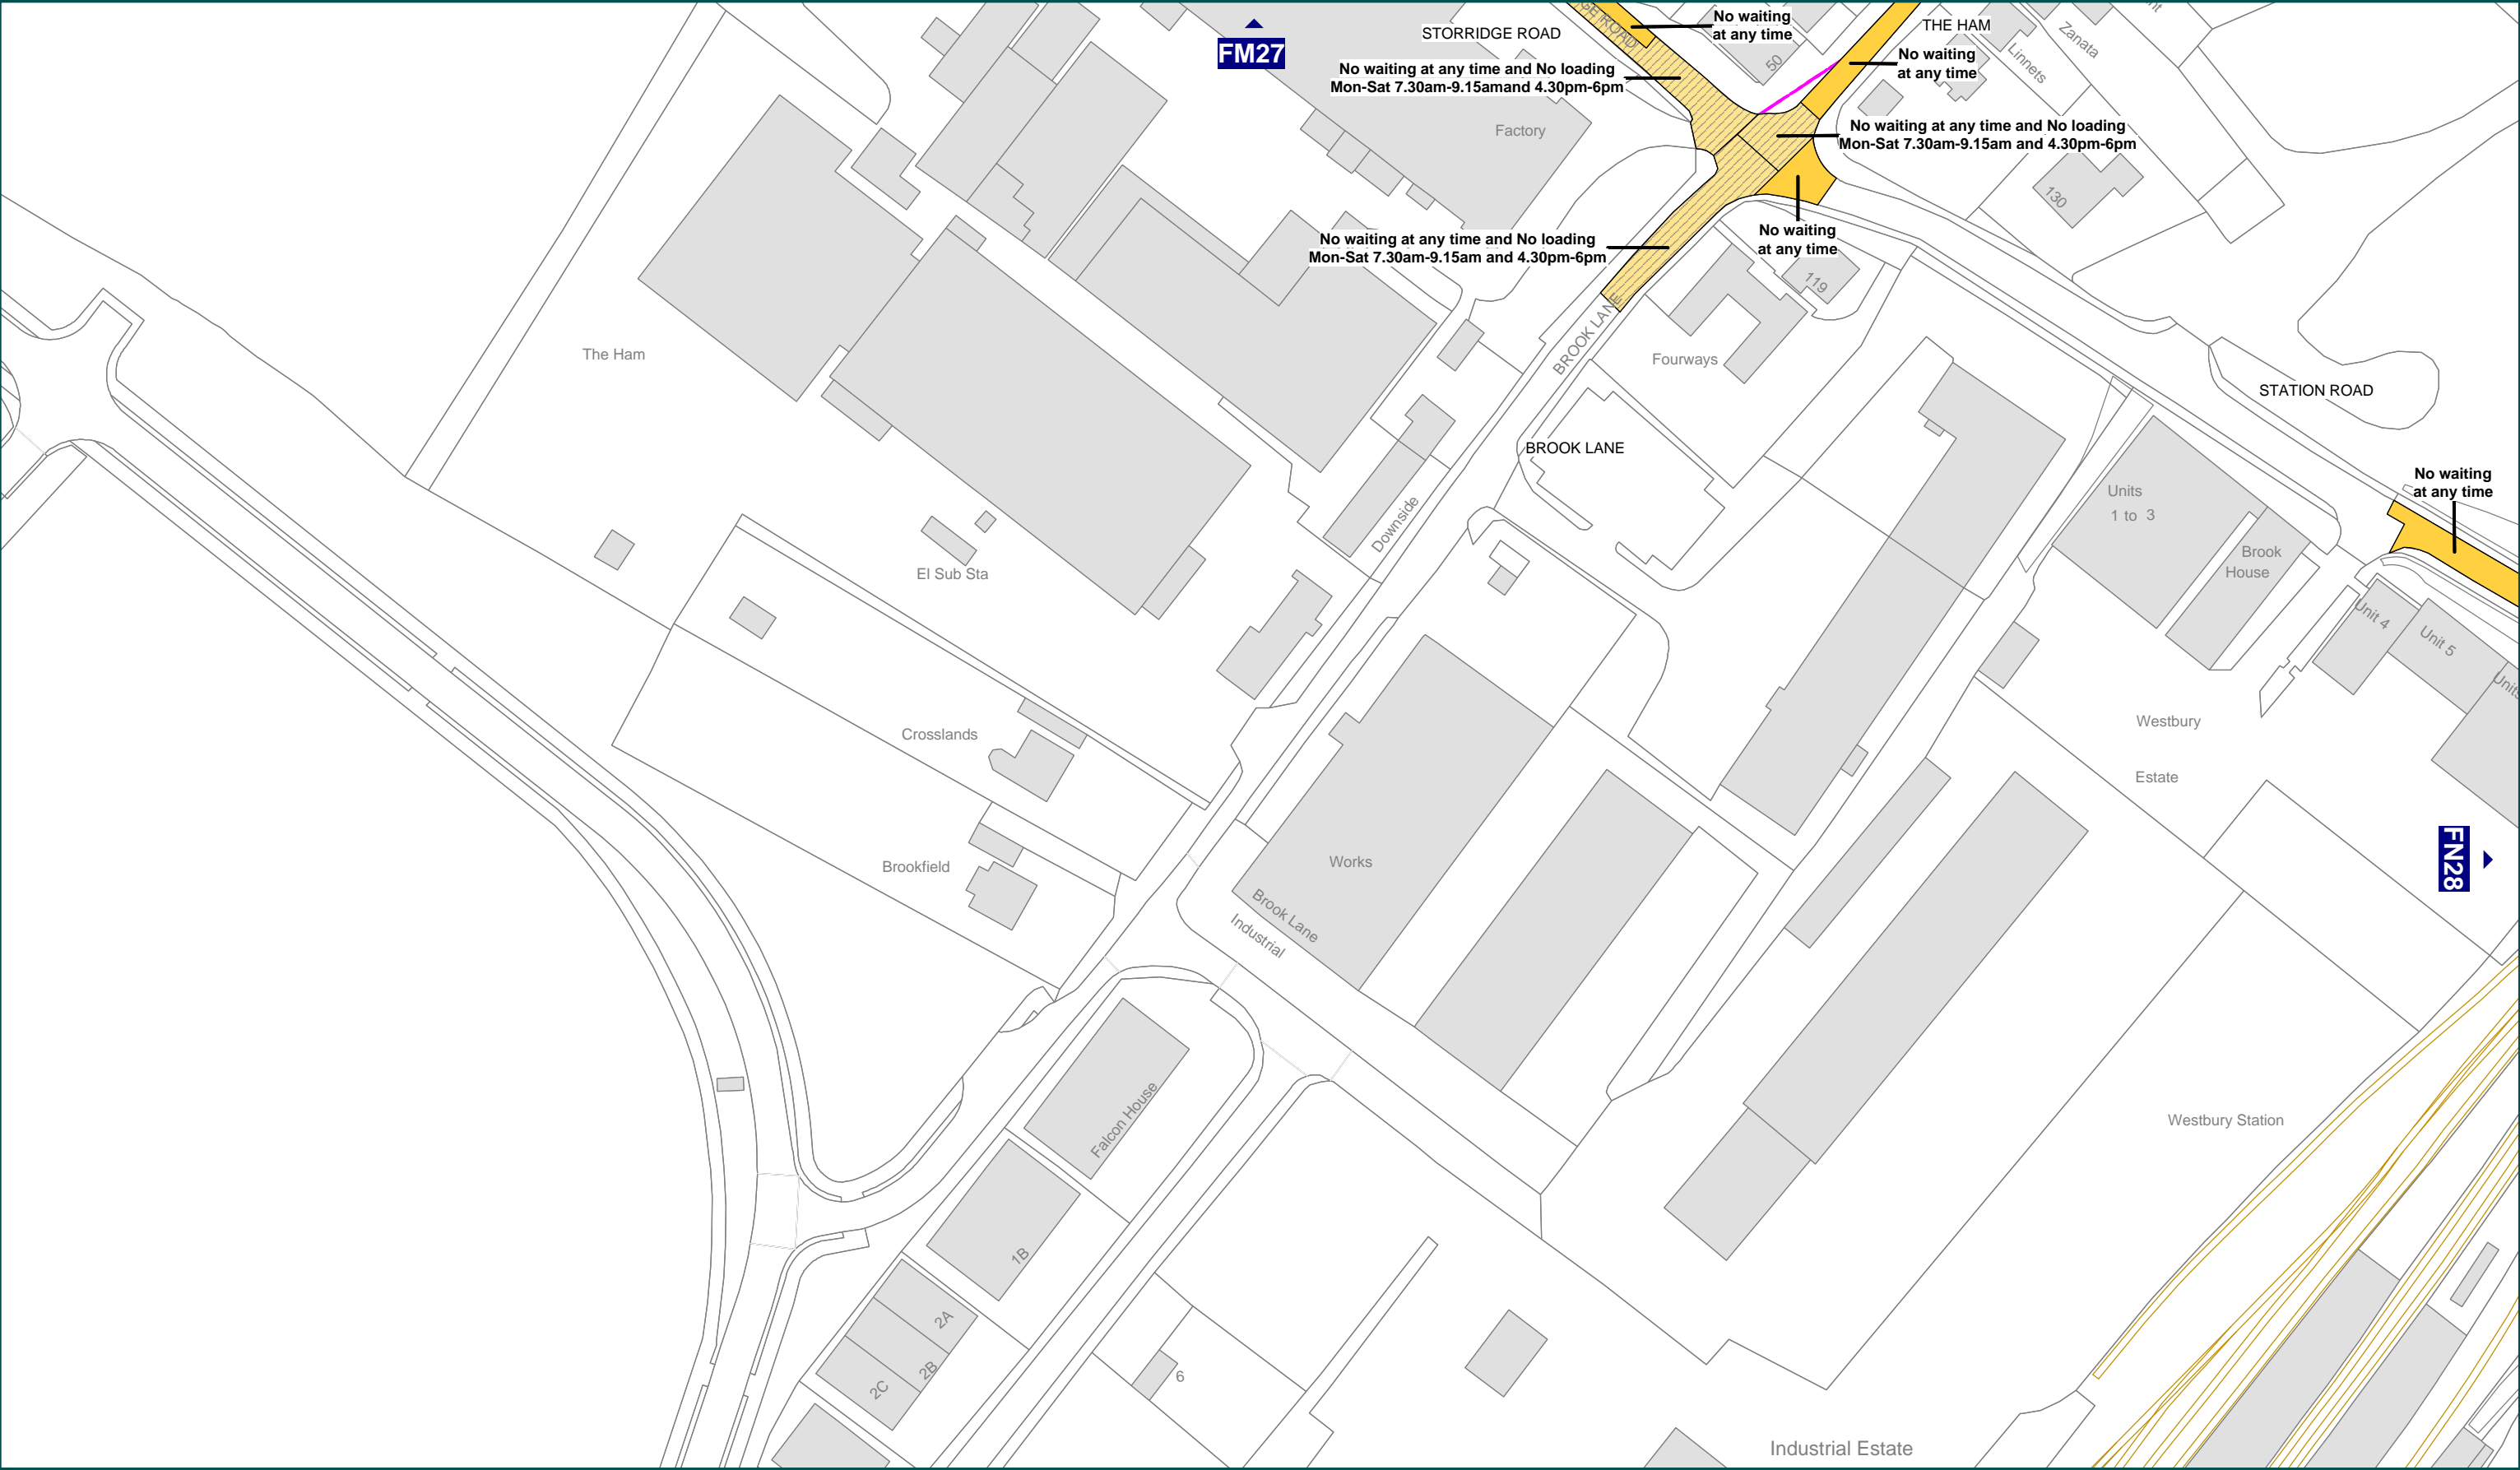 No waiting
at any time
STORRIDGE ROAD
THE HAM
Zanata
Linnets
FM27
50
No waiting
at any time
No waiting at any time and No loading
Mon-Sat 7.30am-9.15amand 4.30pm-6pm
Factory
No waiting at any time and No loading
Mon-Sat 7.30am-9.15am and 4.30pm-6pm
130
No waiting at any time and No loading
Mon-Sat 7.30am-9.15am and 4.30pm-6pm
No waiting
at any time
119
BROOK LANE
The Ham
Fourways
STATION ROAD
BROOK LANE
No waiting
at any time
Units
1 to 3
Downside
Brook
House
El Sub Sta
Unit 4
Unit 5
Units
Westbury
Estate
Crosslands
Brookfield
Works
FN28
Brook Lane
Industrial
Falcon House
Westbury Station
1B
2A
2B
2C
6
Industrial Estate